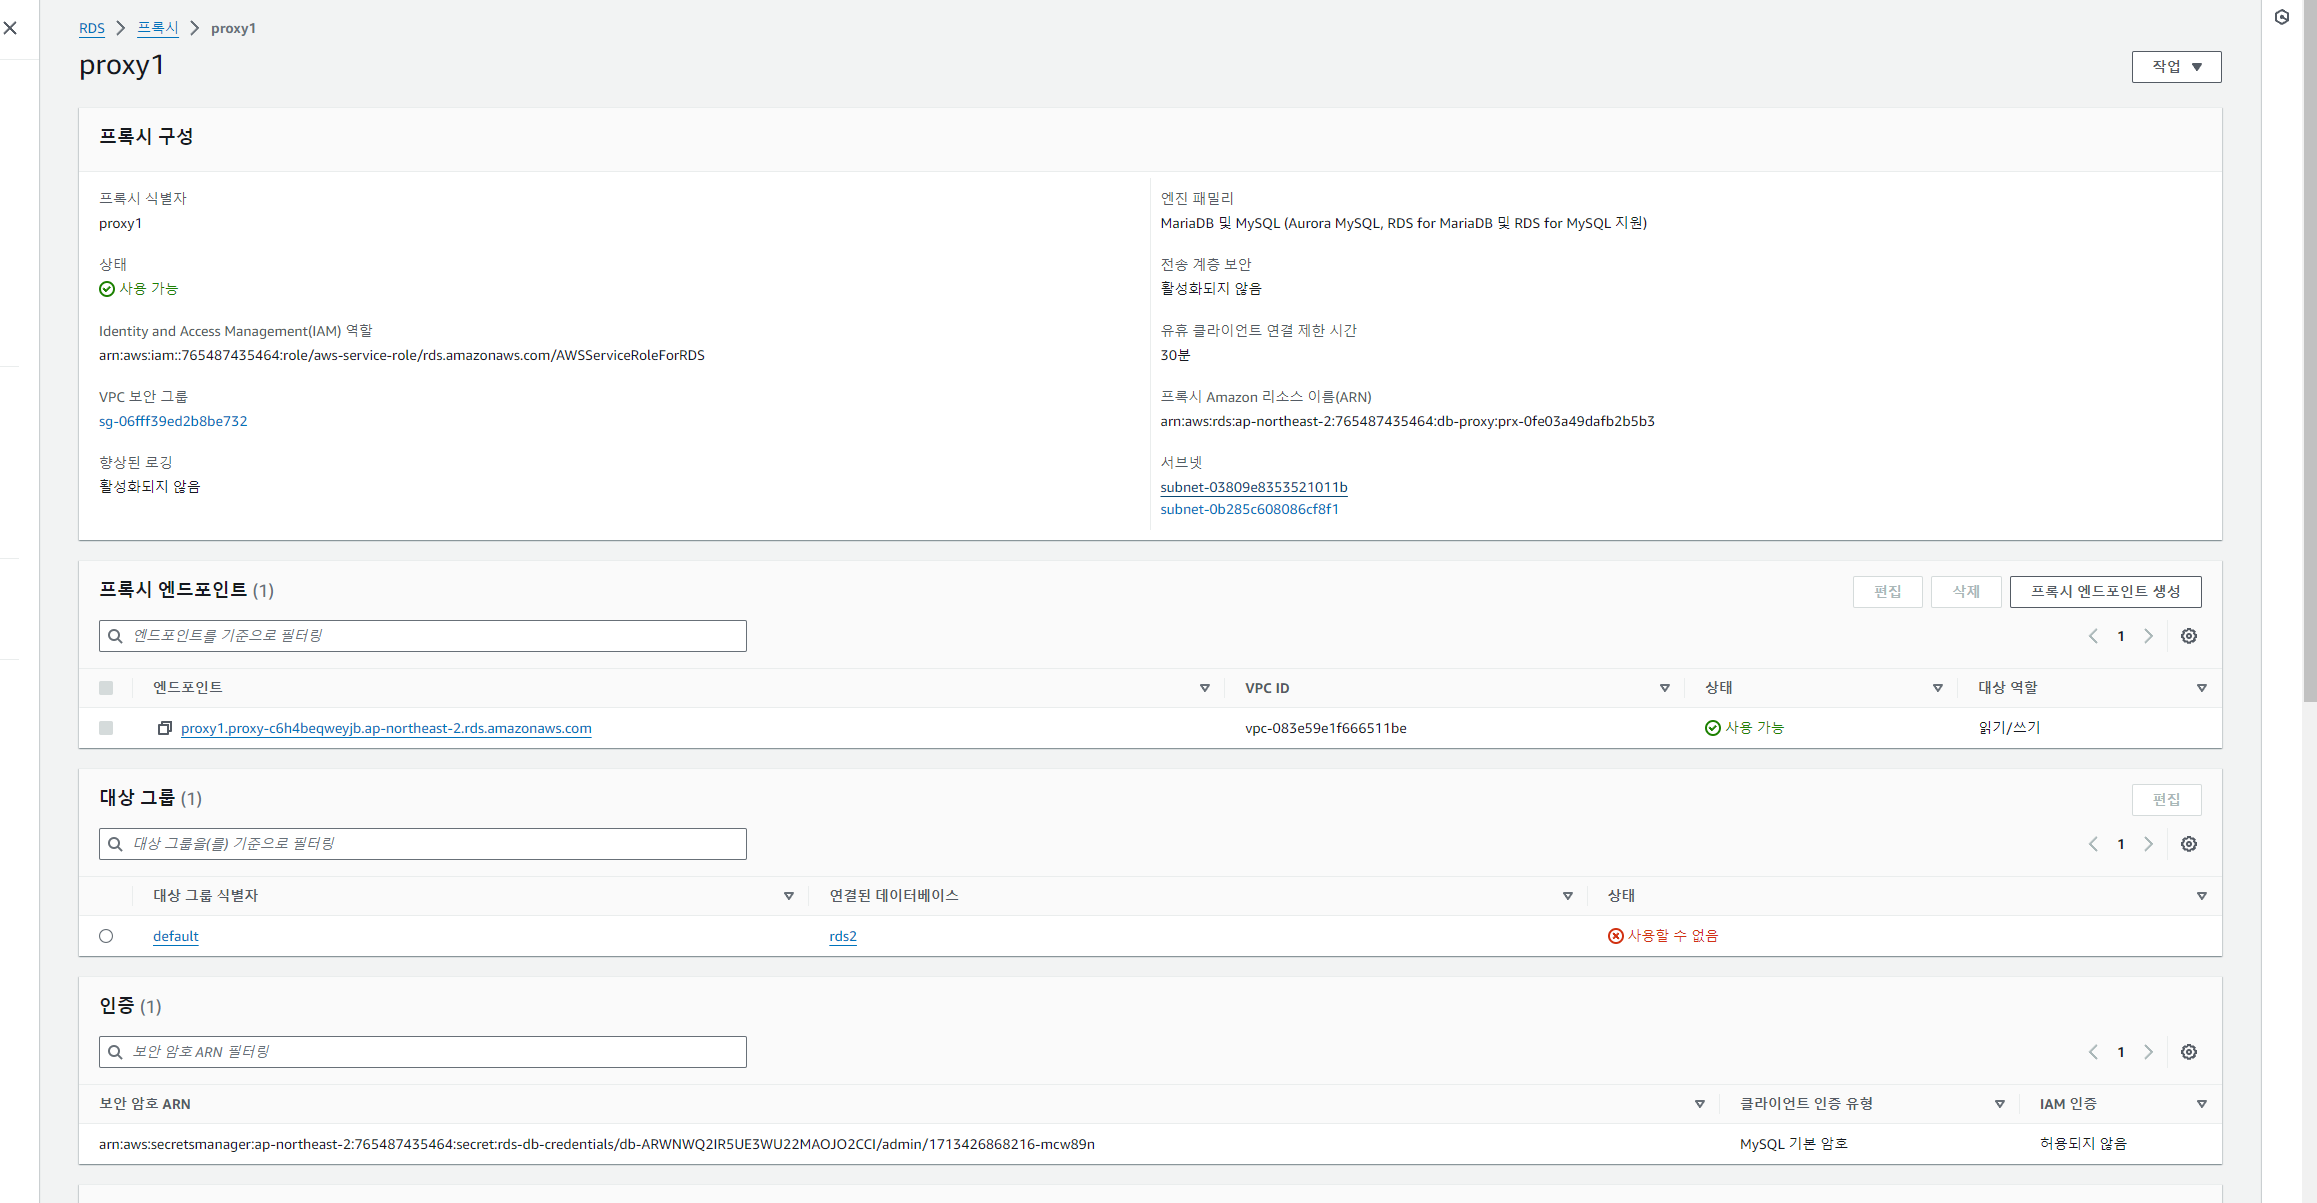 RDS > 프록시 > proxy1
proxy1
작업
프록시 구성
프록시 식별자
proxy1
상태
사용 가능
Identity and Access Management(IAM) 역할
arn:aws:iam::765487435464:role/aws-service-role/rds.amazonaws.com/AWSServiceRoleForRDS
VPC 보안 그룹
sg-06fff39ed2b8be732
향상된 로깅
활성화되지 않음
엔진 패밀리
MariaDB 및 MySQL (Aurora MySQL, RDS for MariaDB 및 RDS for MySQL 지원)
전송 계층 보안
활성화되지 않음
유휴 클라이언트 연결 제한 시간
30분
프록시 Amazon 리소스 이름(ARN)
arn:aws:rds:ap-northeast-2:765487435464:db-proxy:prx-0fe03a49dafb2b5b3
서브넷
subnet-03809e8353521011b
subnet-0b285c608086cf8f1
프록시 엔드포인트 (1)
편집 삭제 프록시 엔드포인트 생성
엔드포인트를 기준으로 필터링
1
엔드포인트 VPC ID 상태 대상 역할
proxy1.proxy-c6h4beqweyjb.ap-northeast-2.rds.amazonaws.com vpc-083e59e1f666511be 사용 가능 읽기/쓰기
대상 그룹 (1)
편집
대상 그룹을(를) 기준으로 필터링
1
대상 그룹 식별자 연결된 데이터베이스 상태
default rds2 사용할 수 없음
인증 (1)
보안 암호 ARN 필터링
1
보안 암호 ARN 클라이언트 인증 유형 IAM 인증
arn:aws:secretsmanager:ap-northeast-2:765487435464:secret:rds-db-credentials/db-ARWNWQ2IR5UE3WU22MAOJO2CCI/admin/1713426868216-mcw89n MySQL 기본 암호 허용되지 않음